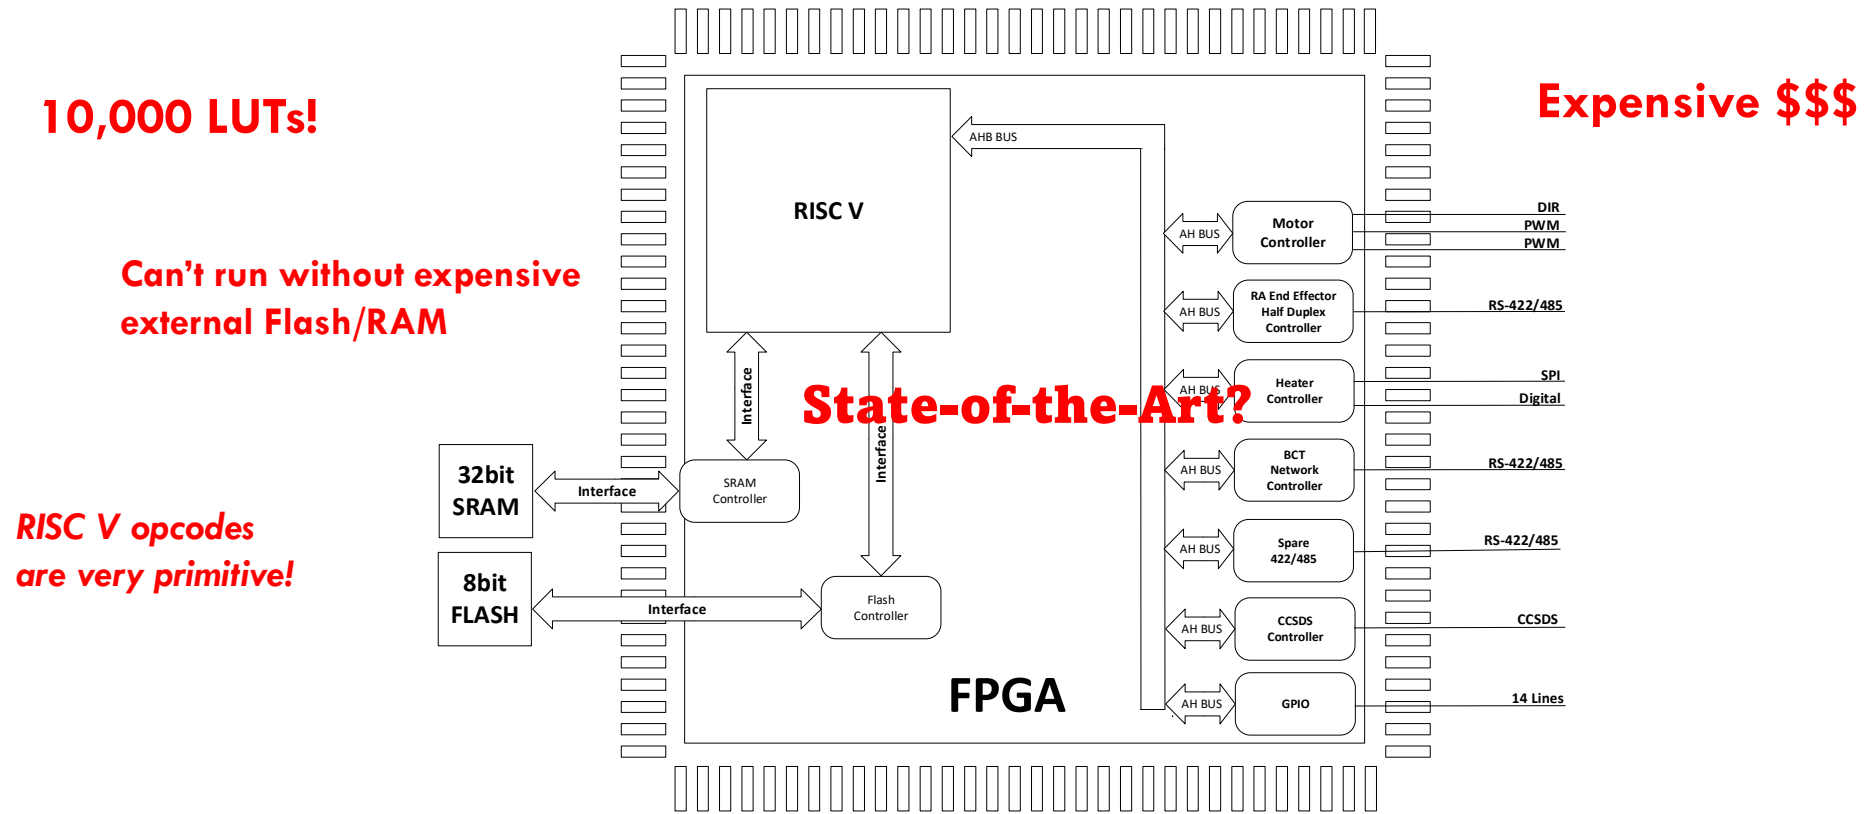 10,000 LUTs!
Expensive $$$
Can't run without expensive
external Flash/RAM
RISC V opcodes
are very primitive!
State-of-the-Art?
RISC V
AHB BUS
Interface
Interface
32bit
SRAM
Interface
SRAM
Controller
8bit
FLASH
Interface
Flash
Controller
FPGA
AH BUS
Motor
Controller
DIR
PWM
PWM
AH BUS
RA End Effector
Half Duplex
Controller
RS-422/485
AH BUS
Heater
Controller
SPI
Digital
AH BUS
BCT
Network
Controller
RS-422/485
AH BUS
Spare
422/485
RS-422/485
AH BUS
CCSDS
Controller
CCSDS
AH BUS
GPIO
14 Lines